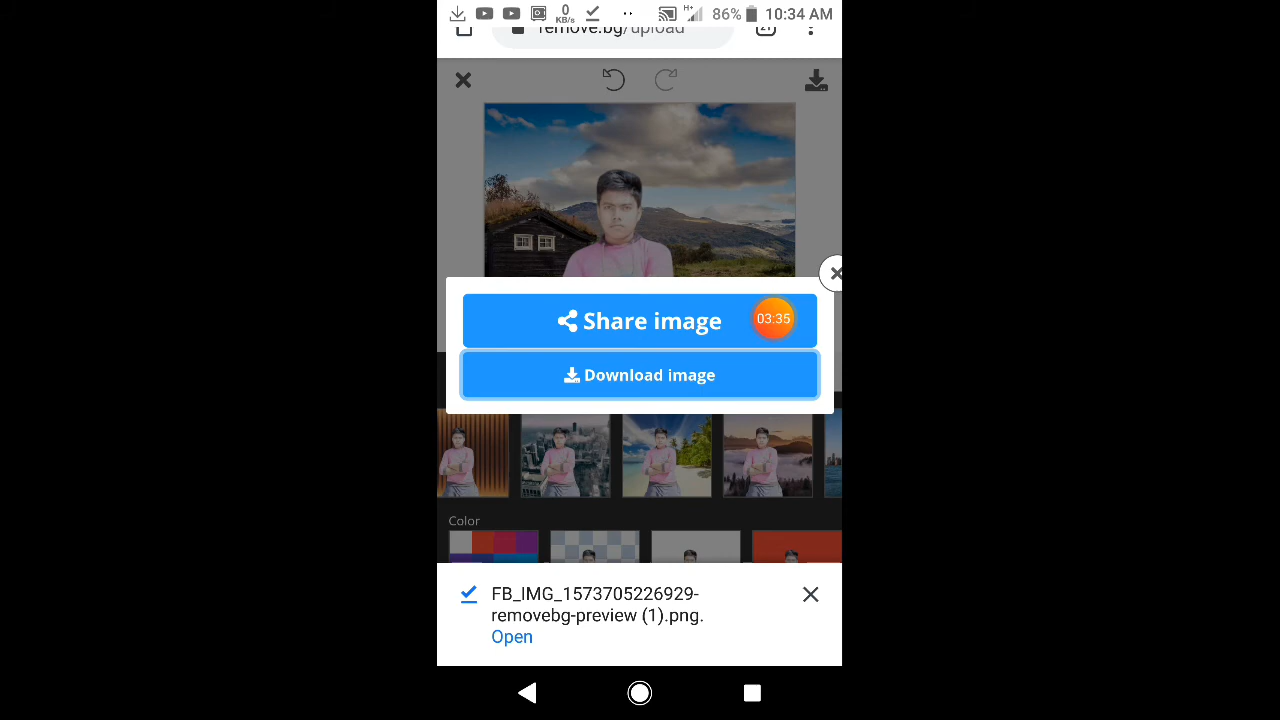 0
KB/s
H+
86%
10:34 AM
remove.bg/upload
21
Share image
03:35
Download image
Color
FB_IMG_1573705226929-
removebg-preview (1).png.
Open